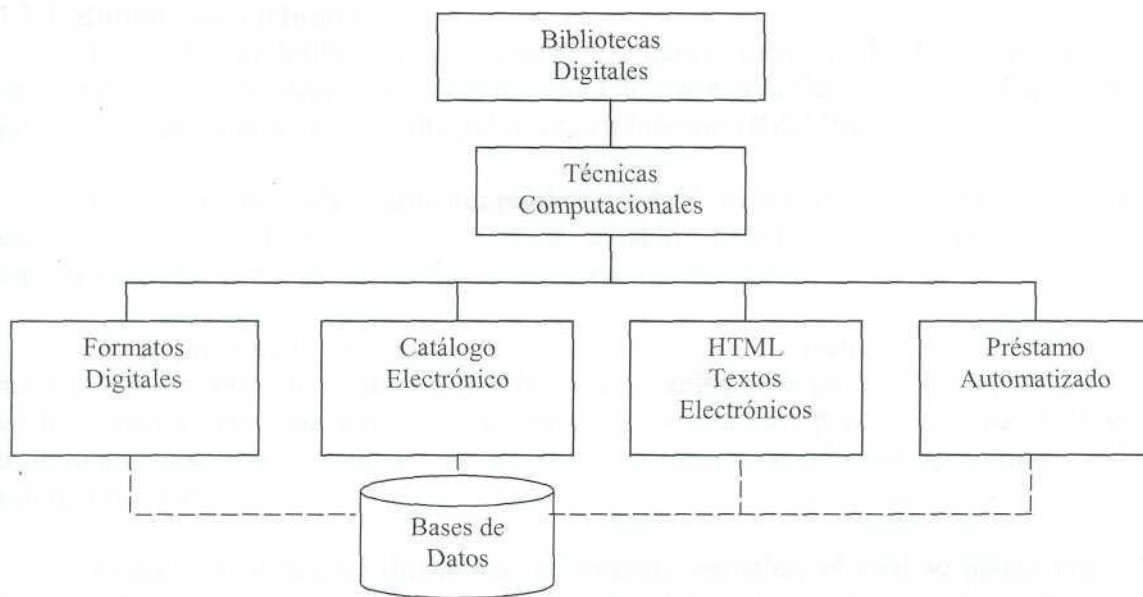 Bibliotecas
Digitales
Técnicas
Computacionales
Formatos
Digitales
Catálogo
Electrónico
HTML
Textos
Electrónicos
Préstamo
Automatizado
Bases de
Datos